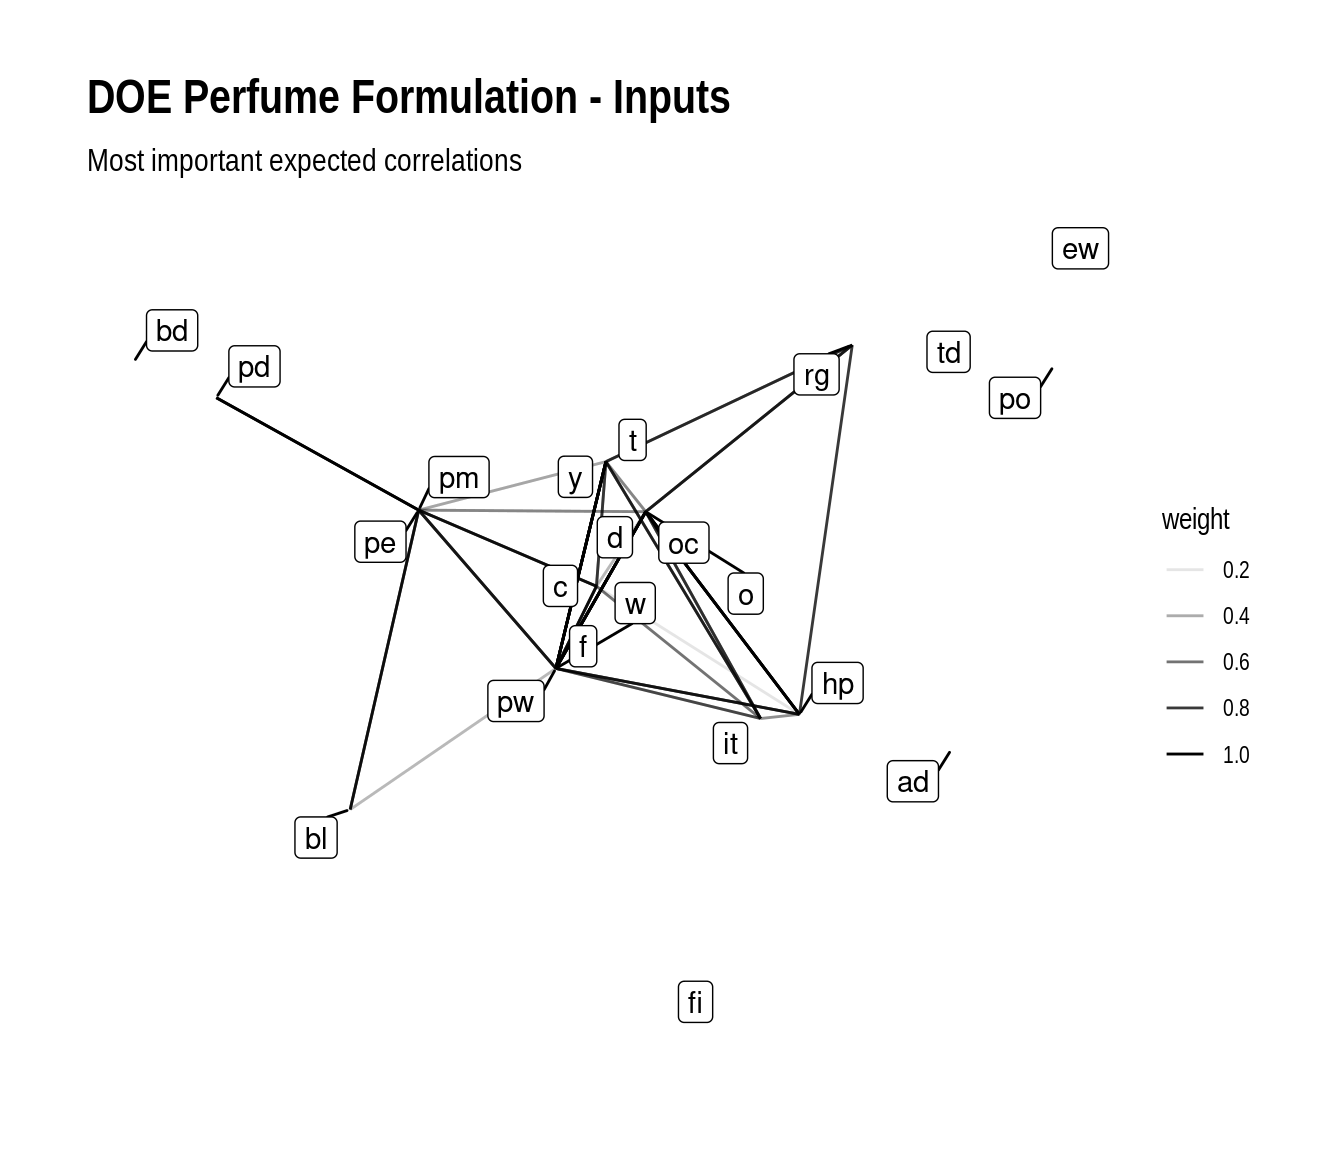 DOE Perfume Formulation - Inputs
Most important expected correlations
ew
bd
td
pd
rg
po
t
pm
y
pe
d
oc
c
w
o
f
hp
pw
it
ad
bl
fi
weight
0.2
0.4
0.6
0.8
1.0